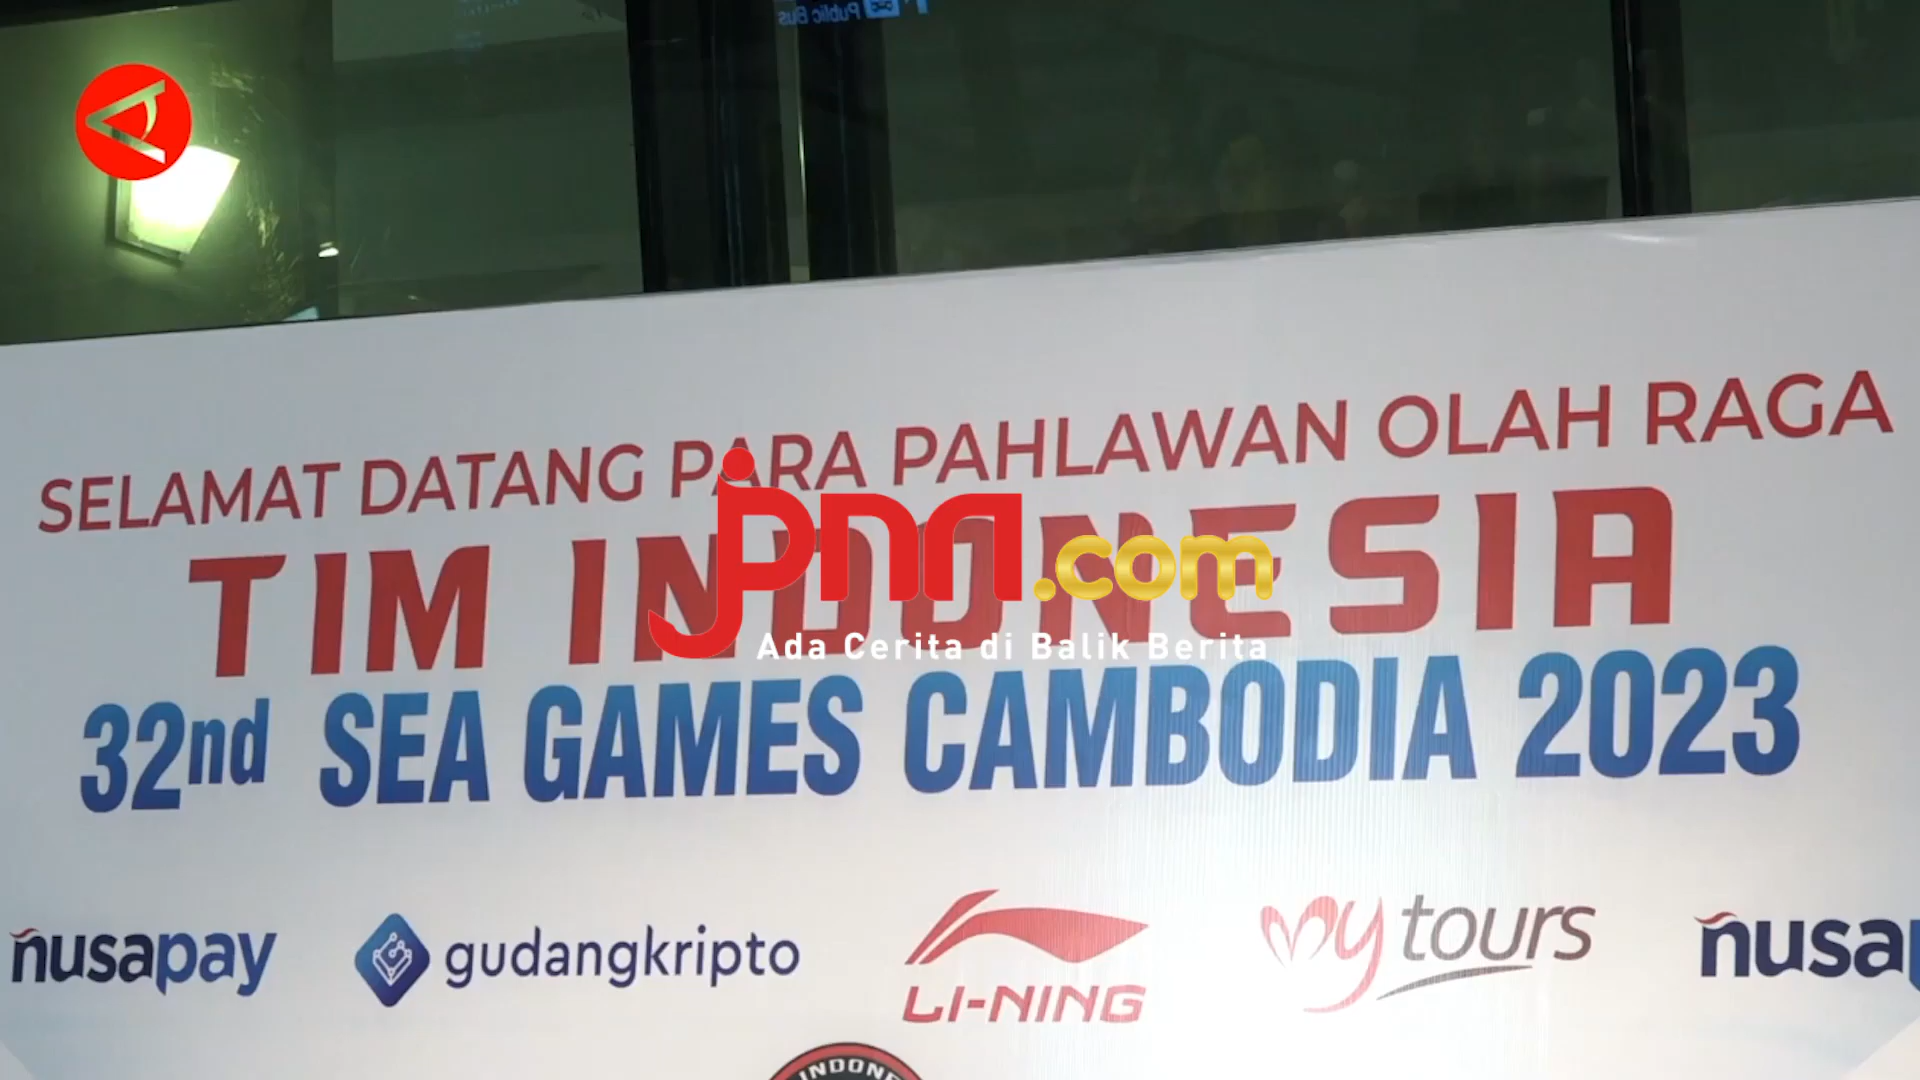 Public Bus
SELAMAT DATANG PARA PAHLAWAN OLAH RAGA
TIM INDONESIA
jpnn.com
Ada Cerita di Balik Berita
32nd SEA GAMES CAMBODIA 2023
nusapay
gudangkripto
LI-NING
my tours
nusap
INDONE